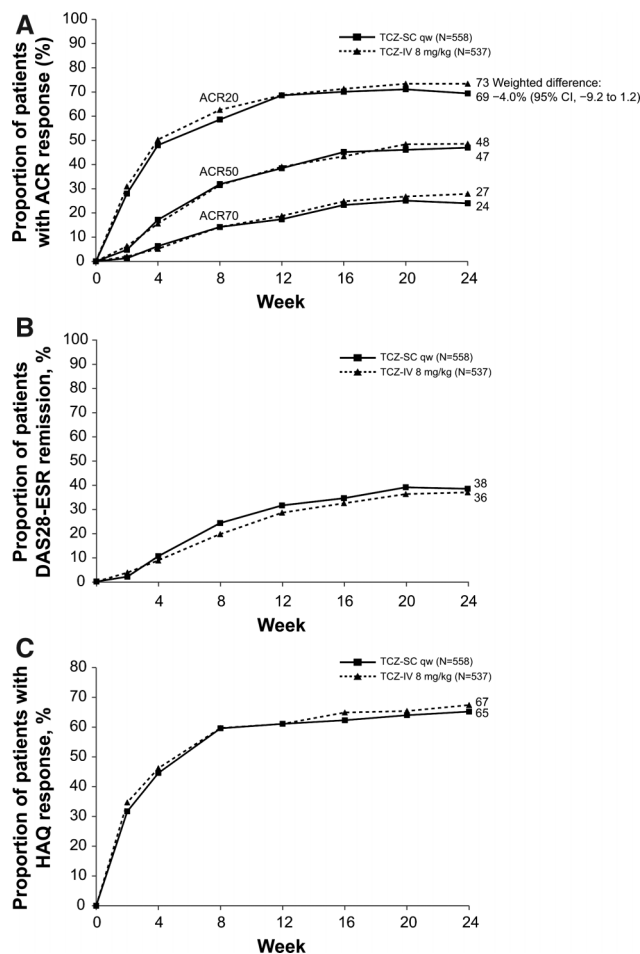 A
Proportion of patients
with ACR response (%)
100
90
80
70
60
50
40
30
20
10
0
TCZ-SC qw (N=558)
TCZ-IV 8 mg/kg (N=537)
ACR20
ACR50
ACR70
73 Weighted difference:
69 −4.0% (95% CI, −9.2 to 1.2)
48
47
27
24
0 4 8 12 16 20 24
Week
B
Proportion of patients
DAS28-ESR remission, %
100
90
80
70
60
50
40
30
20
10
0
TCZ-SC qw (N=558)
TCZ-IV 8 mg/kg (N=537)
38
36
4 8 12 16 20 24
Week
C
Proportion of patients with
HAQ response, %
80
70
60
50
40
30
20
10
0
TCZ-SC qw (N=558)
TCZ-IV 8 mg/kg (N=537)
67
65
0 4 8 12 16 20 24
Week